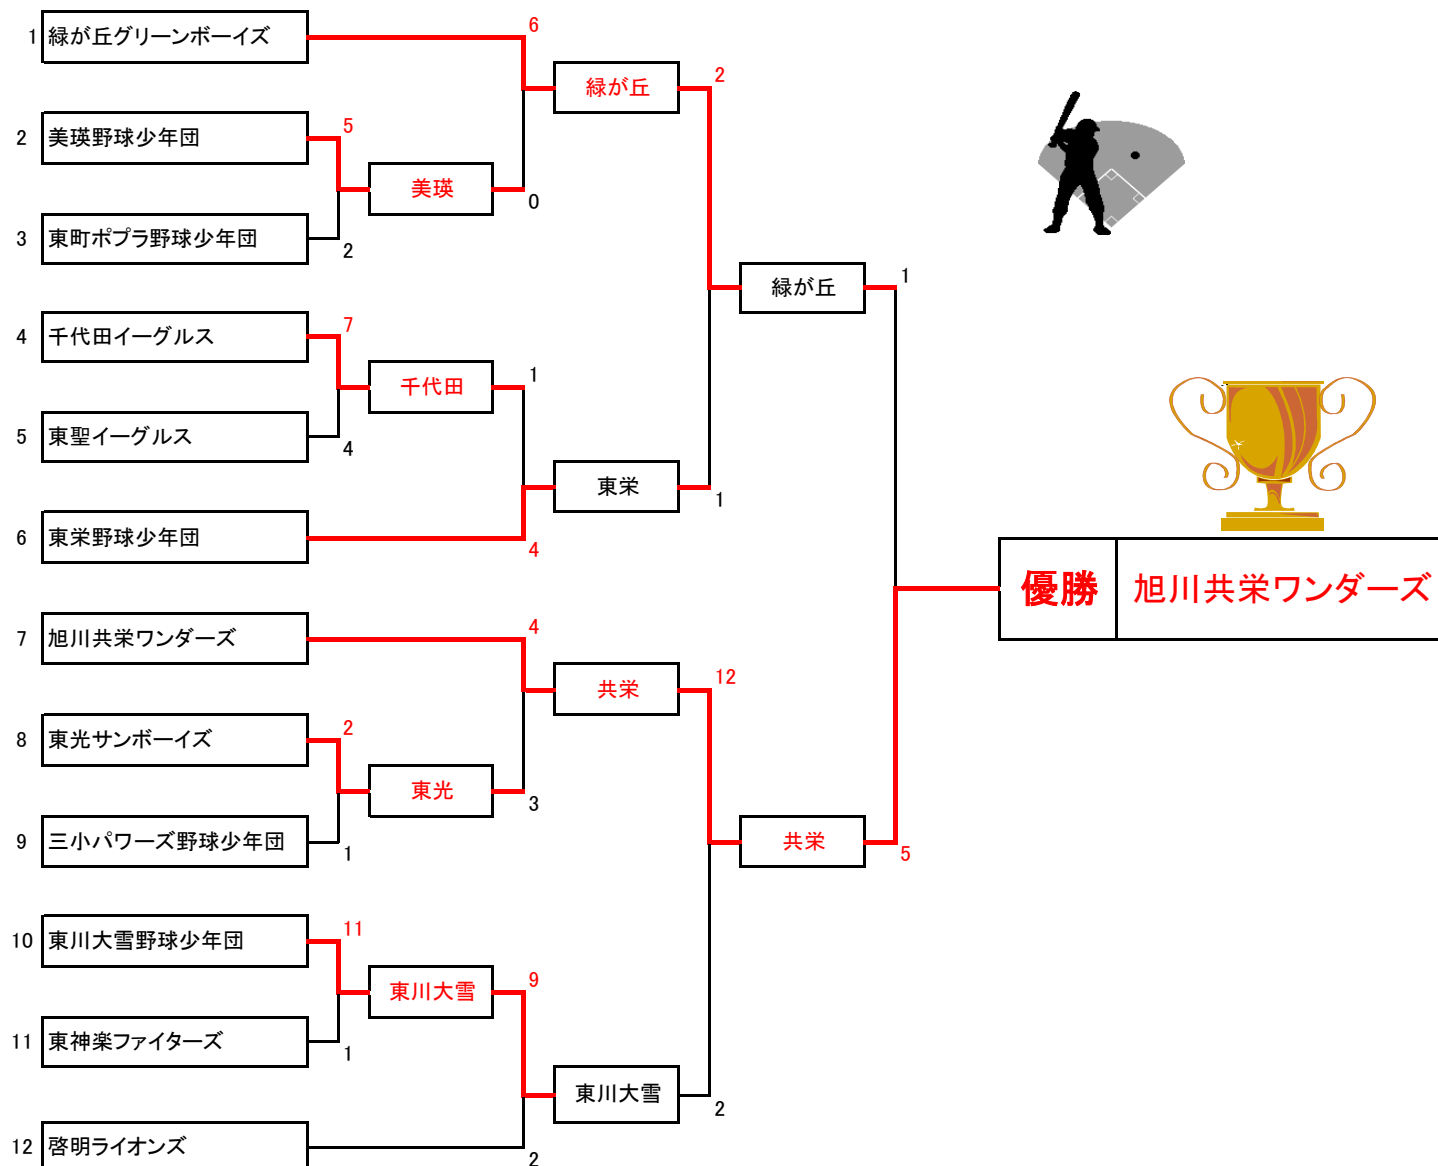 1 緑が丘グリーンボーイズ
6
緑が丘
2
2 美瑛野球少年団
5
美瑛
0
3 東町ポプラ野球少年団
2
緑が丘
1
4 千代田イーグルス
7
千代田
1
5 東聖イーグルス
4
東栄
1
6 東栄野球少年団
4
優勝 旭川共栄ワンダーズ
7 旭川共栄ワンダーズ
4
共栄
12
8 東光サンボーイズ
2
東光
3
9 三小パワーズ野球少年団
1
共栄
5
10 東川大雪野球少年団
11
東川大雪
9
11 東神楽ファイターズ
1
東川大雪
2
12 啓明ライオンズ
2